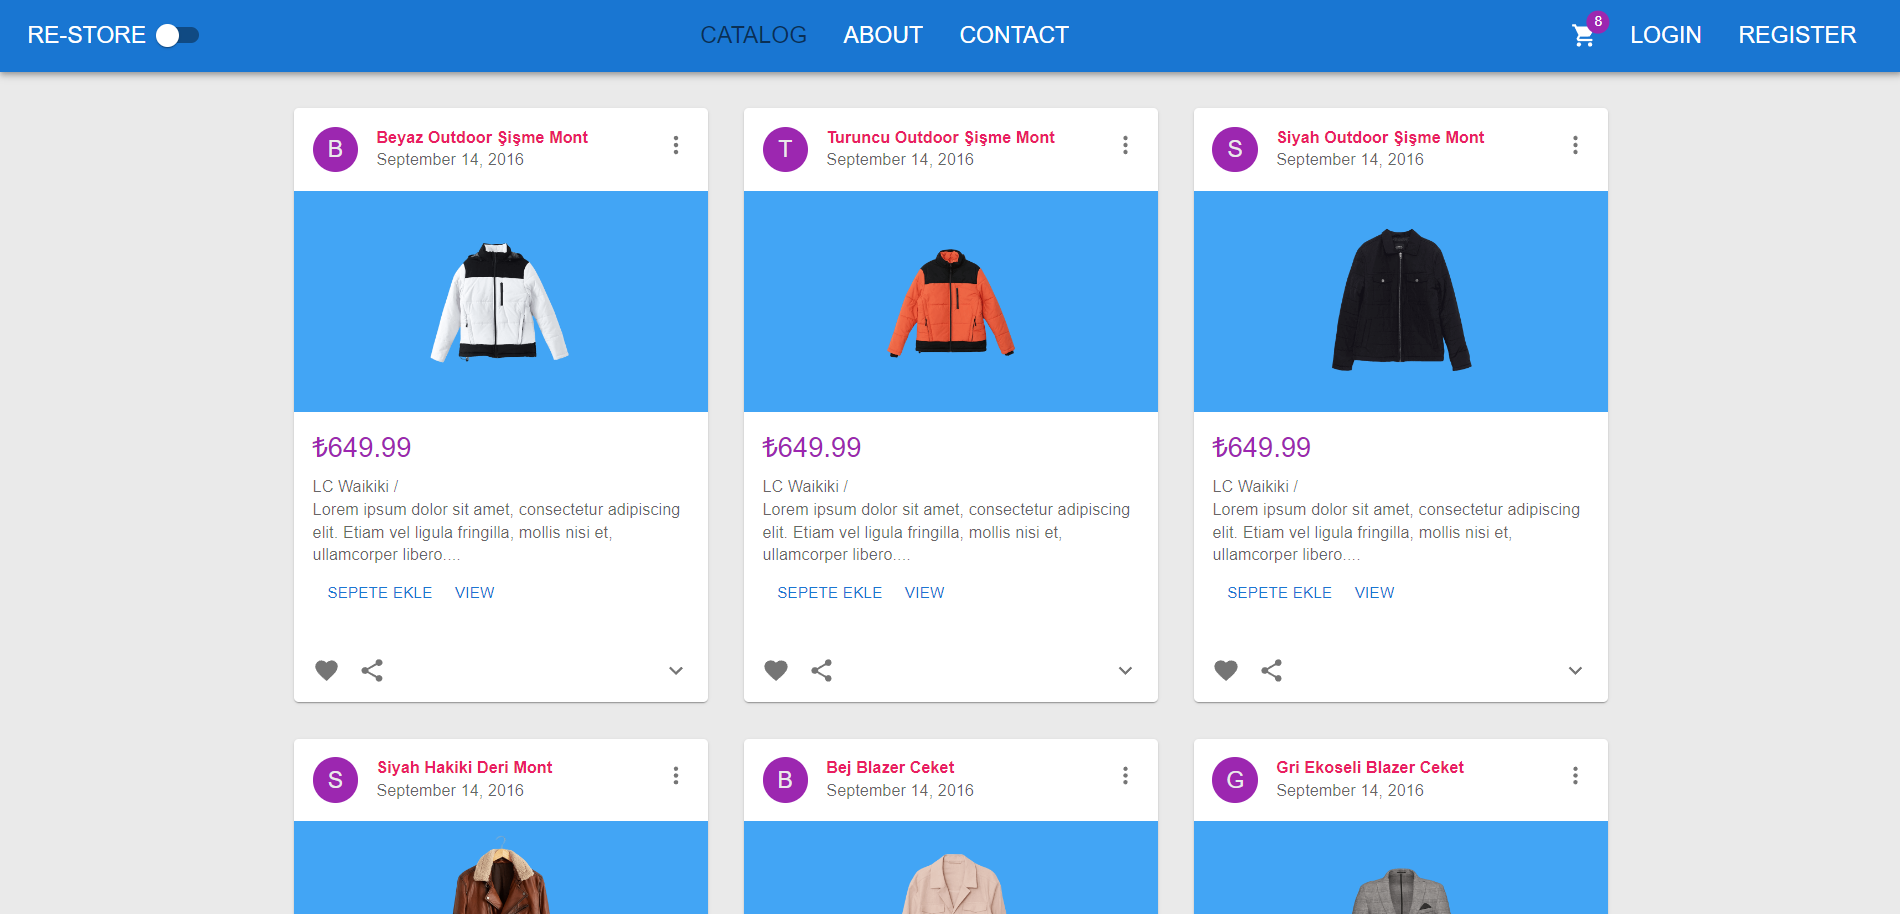 RE-STORE
CATALOG ABOUT CONTACT
8
LOGIN REGISTER
B
Beyaz Outdoor Şişme Mont
September 14, 2016
₺649.99
LC Waikiki /
Lorem ipsum dolor sit amet, consectetur adipiscing
elit. Etiam vel ligula fringilla, mollis nisi et,
ullamcorper libero....
SEPETE EKLE VIEW
T
Turuncu Outdoor Şişme Mont
September 14, 2016
₺649.99
LC Waikiki /
Lorem ipsum dolor sit amet, consectetur adipiscing
elit. Etiam vel ligula fringilla, mollis nisi et,
ullamcorper libero....
SEPETE EKLE VIEW
S
Siyah Outdoor Şişme Mont
September 14, 2016
₺649.99
LC Waikiki /
Lorem ipsum dolor sit amet, consectetur adipiscing
elit. Etiam vel ligula fringilla, mollis nisi et,
ullamcorper libero....
SEPETE EKLE VIEW
S
Siyah Hakiki Deri Mont
September 14, 2016
B
Bej Blazer Ceket
September 14, 2016
G
Gri Ekoseli Blazer Ceket
September 14, 2016